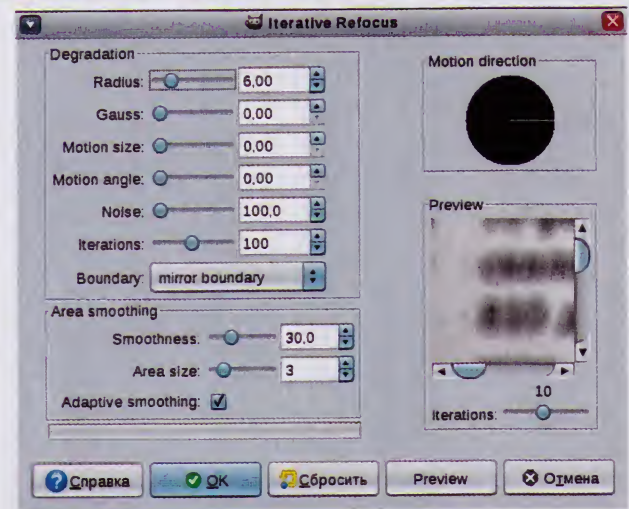 Iterative Refocus
Degradation
Radius: 6,00
Gauss: 0,00
Motion size: 0,00
Motion angle: 0,00
Noise: 100,0
Iterations: 100
Boundary: mirror boundary
Area smoothing
Smoothness: 30,0
Area size: 3
Adaptive smoothing:
Motion direction
Preview
10
Iterations:
Справка
OK
Сбросить
Preview
Отмена